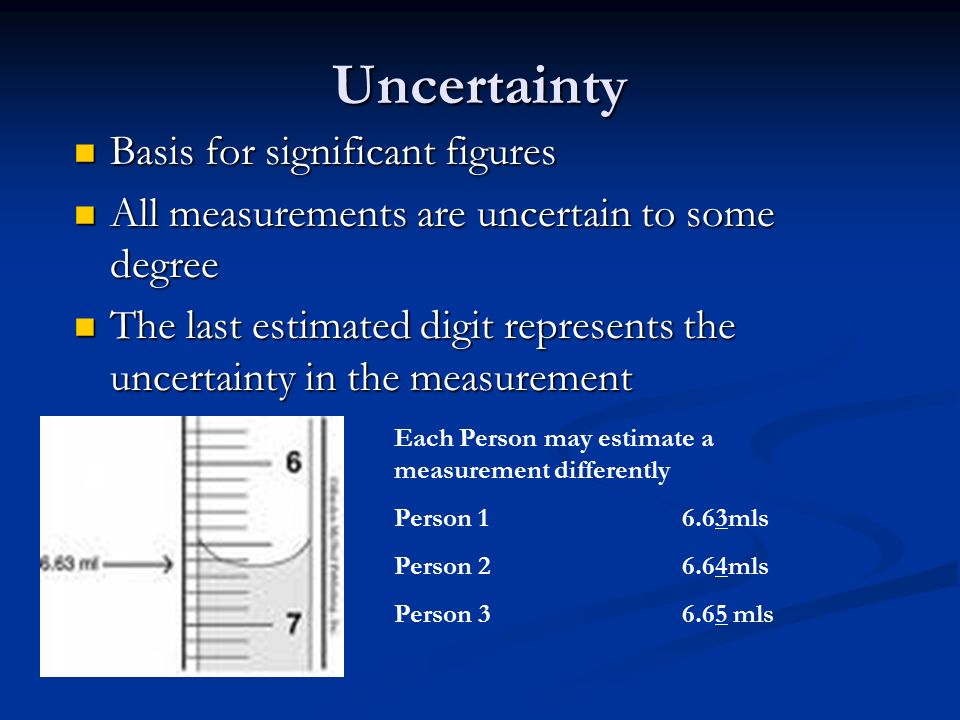 Uncertainty
Basis for significant figures
All measurements are uncertain to some
degree
The last estimated digit represents the
uncertainty in the measurement
6
6.63 ml
7
Each Person may estimate a
measurement differently
Person 1 6.63mls
Person 2 6.64mls
Person 3 6.65 mls